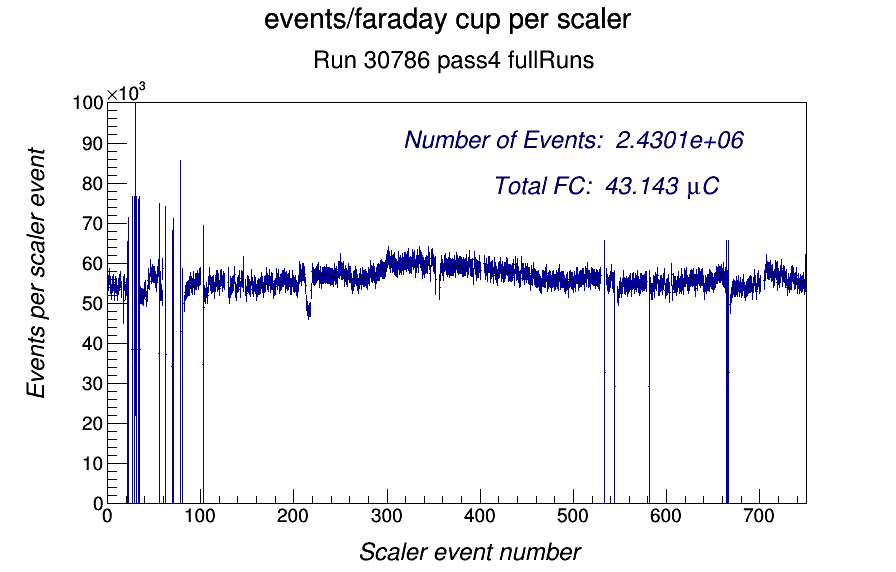 events/faraday cup per scaler
Run 30786 pass4 fullRuns
×10³
100
90
80
70
60
50
40
30
20
10
0
Events per scaler event
Number of Events: 2.4301e+06
Total FC: 43.143 μC
0 100 200 300 400 500 600 700
Scaler event number